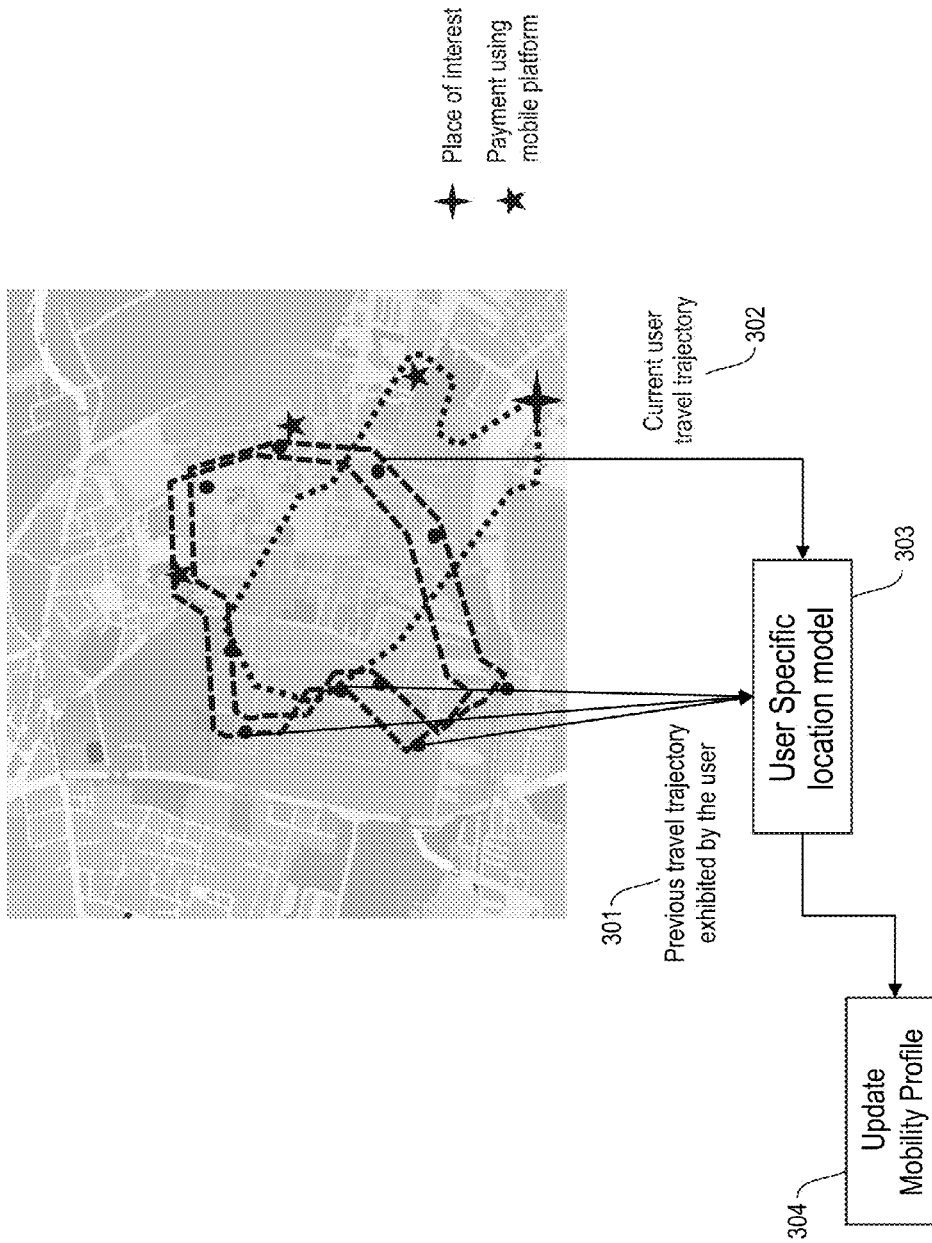 Place of interest
Payment using
mobile platform
Current user
travel trajectory
302
301
Previous travel trajectory
exhibited by the user
User Specific
location model
303
Update
Mobility Profile
304